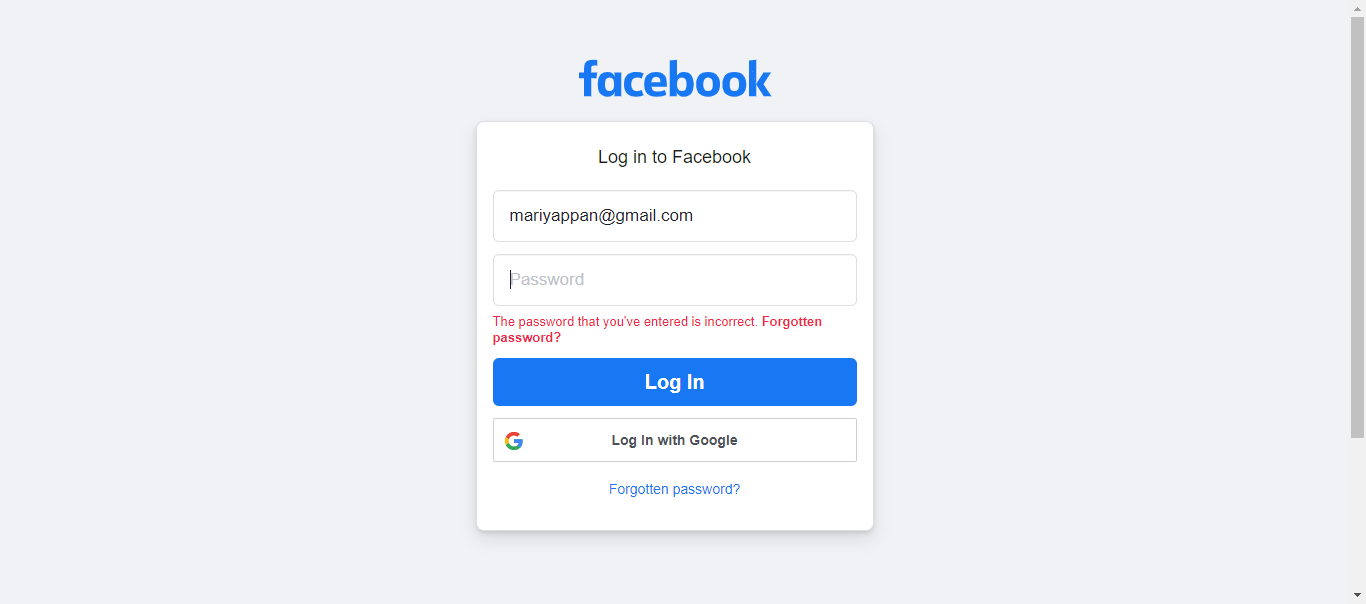 facebook
Log in to Facebook
mariyappan@gmail.com
Password
The password that you've entered is incorrect. Forgotten
password?
Log In
Log In with Google
Forgotten password?